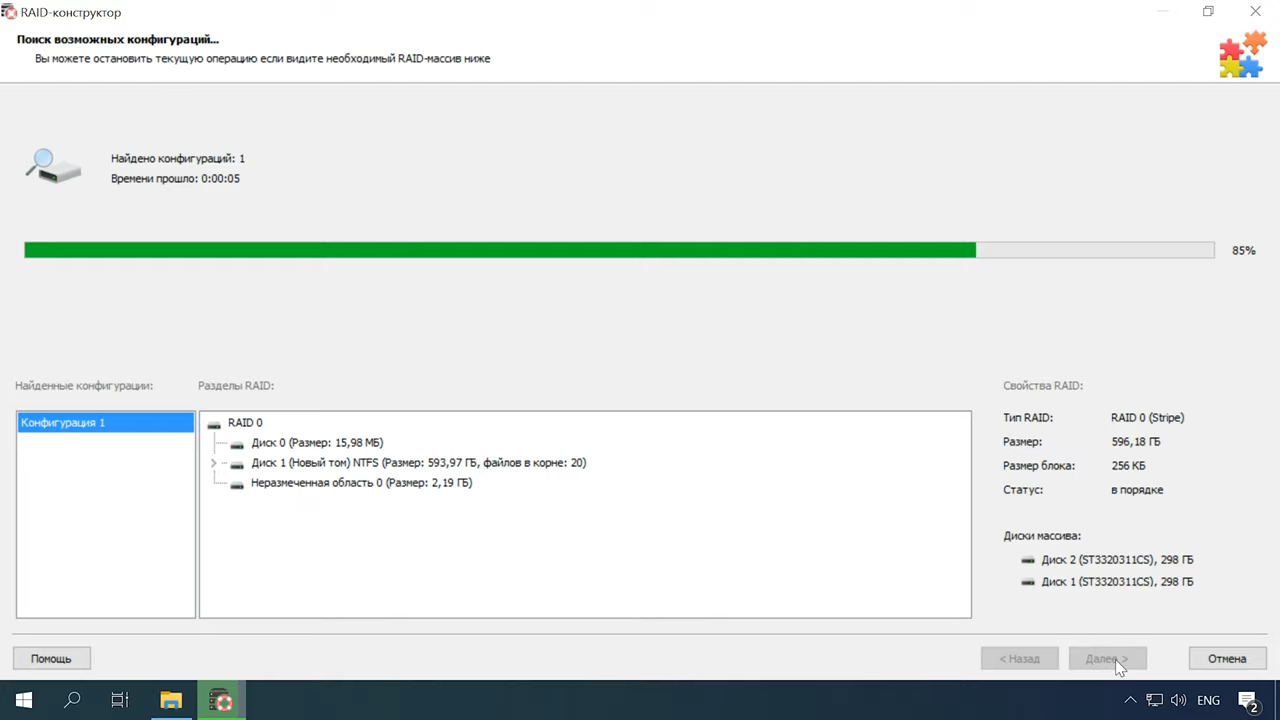 RAID-конструктор
Поиск возможных конфигураций...
Вы можете остановить текущую операцию если видите необходимый RAID-массив ниже
Найдено конфигураций: 1
Времени прошло: 0:00:05
85%
Найденные конфигурации:
Конфигурация 1
Разделы RAID:
RAID 0
Диск 0 (Размер: 15,98 МБ)
Диск 1 (Новый том) NTFS (Размер: 593,97 ГБ, файлов в корне: 20)
Неразмеченная область 0 (Размер: 2,19 ГБ)
Свойства RAID:
Тип RAID: RAID 0 (Stripe)
Размер: 596,18 ГБ
Размер блока: 256 КБ
Статус: в порядке
Диски массива:
Диск 2 (ST3320311CS), 298 ГБ
Диск 1 (ST3320311CS), 298 ГБ
Помощь
< Назад
Далее >
Отмена
ENG
2